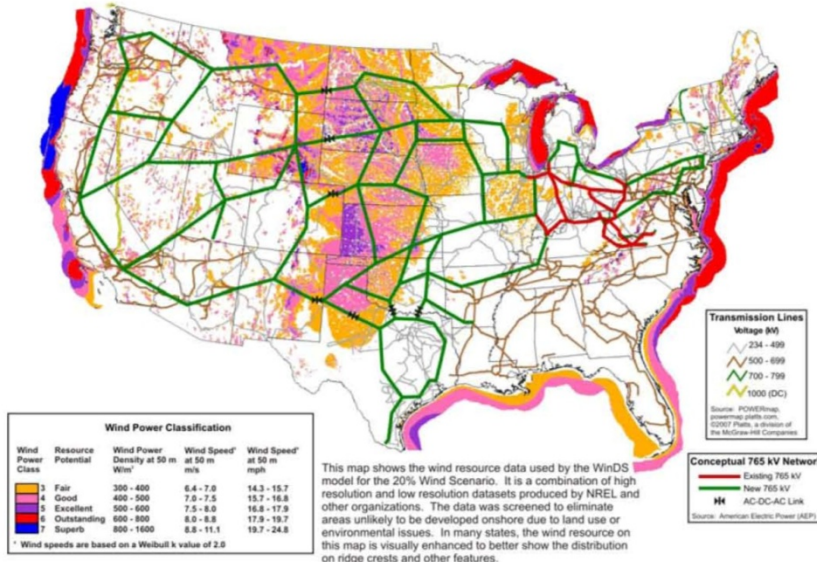 Transmission Lines
Voltage (kV)
234 - 499
500 - 699
700 - 799
1000 (DC)
Source: POWERmap,
powermap.platts.com,
©2007 Platts, a division of
the McGraw-Hill Companies
Wind Power Classification
Wind Power Class Resource Potential Wind Power Density at 50 m W/m² Wind Speed* at 50 m m/s Wind Speed* at 50 m mph
3 Fair 300 - 400 6.4 - 7.0 14.3 - 15.7
4 Good 400 - 500 7.0 - 7.5 15.7 - 16.8
5 Excellent 500 - 600 7.5 - 8.0 16.8 - 17.9
6 Outstanding 600 - 800 8.0 - 8.8 17.9 - 19.7
7 Superb 800 - 1600 8.8 - 11.1 19.7 - 24.8
* Wind speeds are based on a Weibull k value of 2.0
This map shows the wind resource data used by the WinDS
model for the 20% Wind Scenario. It is a combination of high
resolution and low resolution datasets produced by NREL and
other organizations. The data was screened to eliminate
areas unlikely to be developed onshore due to land use or
environmental issues. In many states, the wind resource on
this map is visually enhanced to better show the distribution
on ridge crests and other features.
Conceptual 765 kV Network
Existing 765 kV
New 765 kV
AC-DC-AC Link
Source: American Electric Power (AEP)